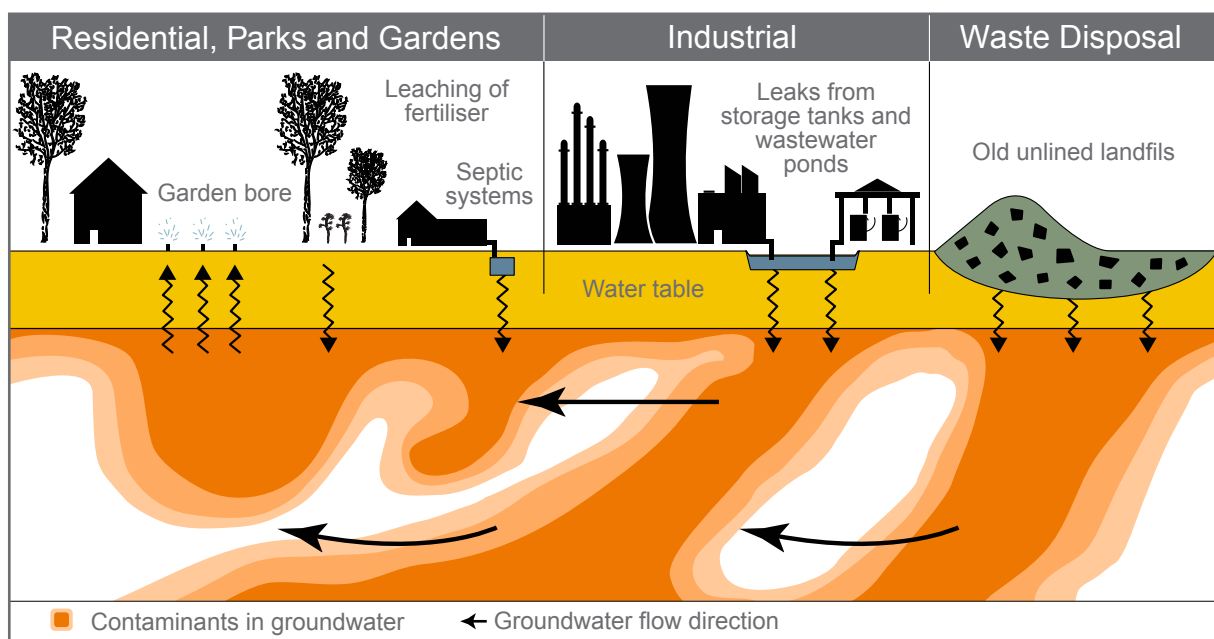 Residential, Parks and Gardens
Industrial
Waste Disposal
Leaching of
fertiliser
Garden bore
Septic
systems
Leaks from
storage tanks and
wastewater
ponds
Old unlined landfils
Water table
Contaminants in groundwater
Groundwater flow direction